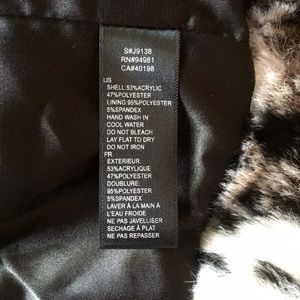 S#J9138
RN#94981
CA#40198
US
SHELL:53%ACRYLIC
47%POLYESTER
LINING:95%POLYESTER
5%SPANDEX
HAND WASH IN
COOL WATER
DO NOT BLEACH
LAY FLAT TO DRY
DO NOT IRON
FR
EXTERIEUR
53%ACRYLIQUE
47%POLYESTER
DOUBLURE:
95%POLYESTER
5%SPANDEX
LAVER À LA MAIN À
L'EAU FROIDE
NE PAS JAVELLISER
SECHAGE À PLAT
NE PAS REPASSER